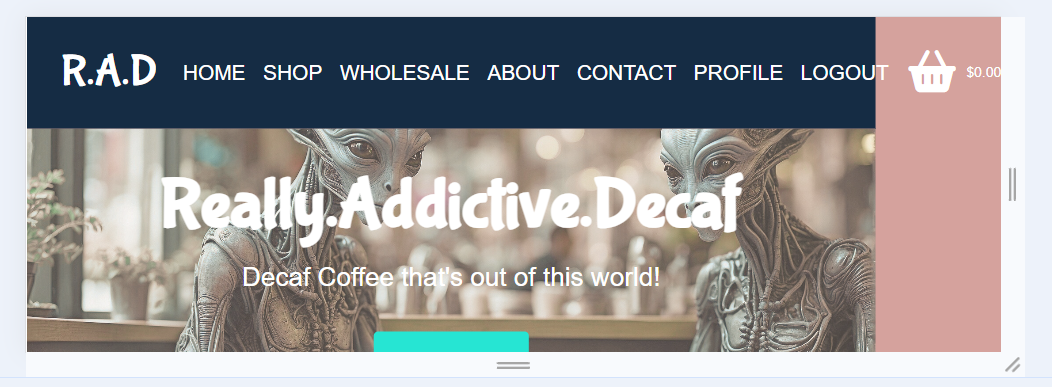 R.A.D HOME SHOP WHOLESALE ABOUT CONTACT PROFILE LOGOUT $0.00
Really.Addictive.Decaf
Decaf Coffee that's out of this world!